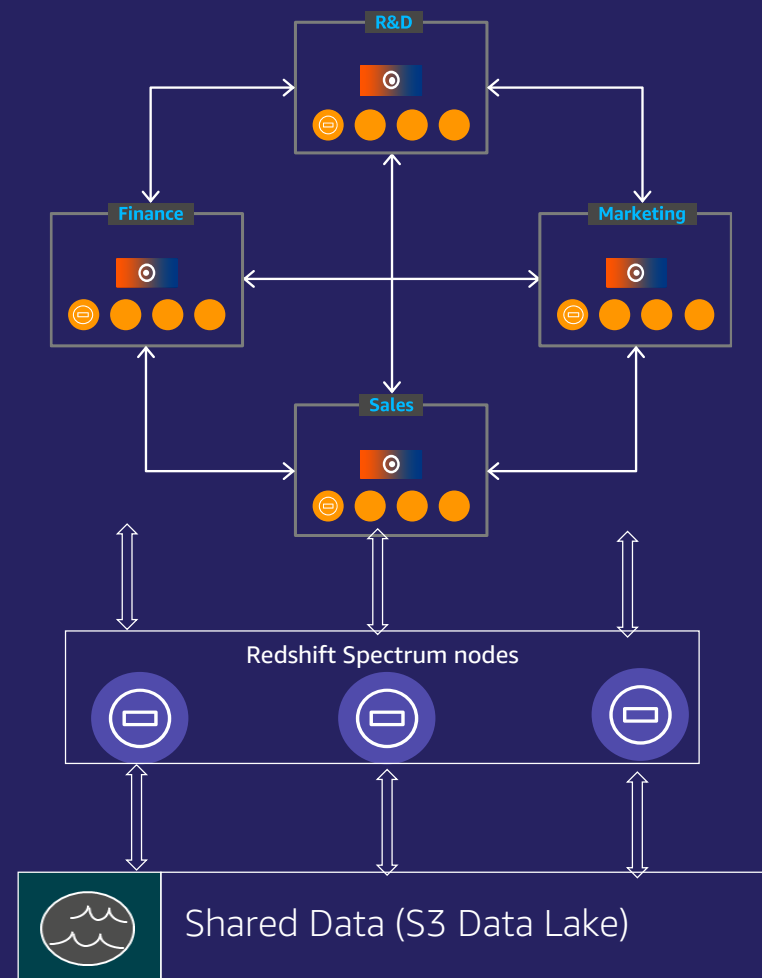 R&D
Finance
Marketing
Sales
Redshift Spectrum nodes
Shared Data (S3 Data Lake)